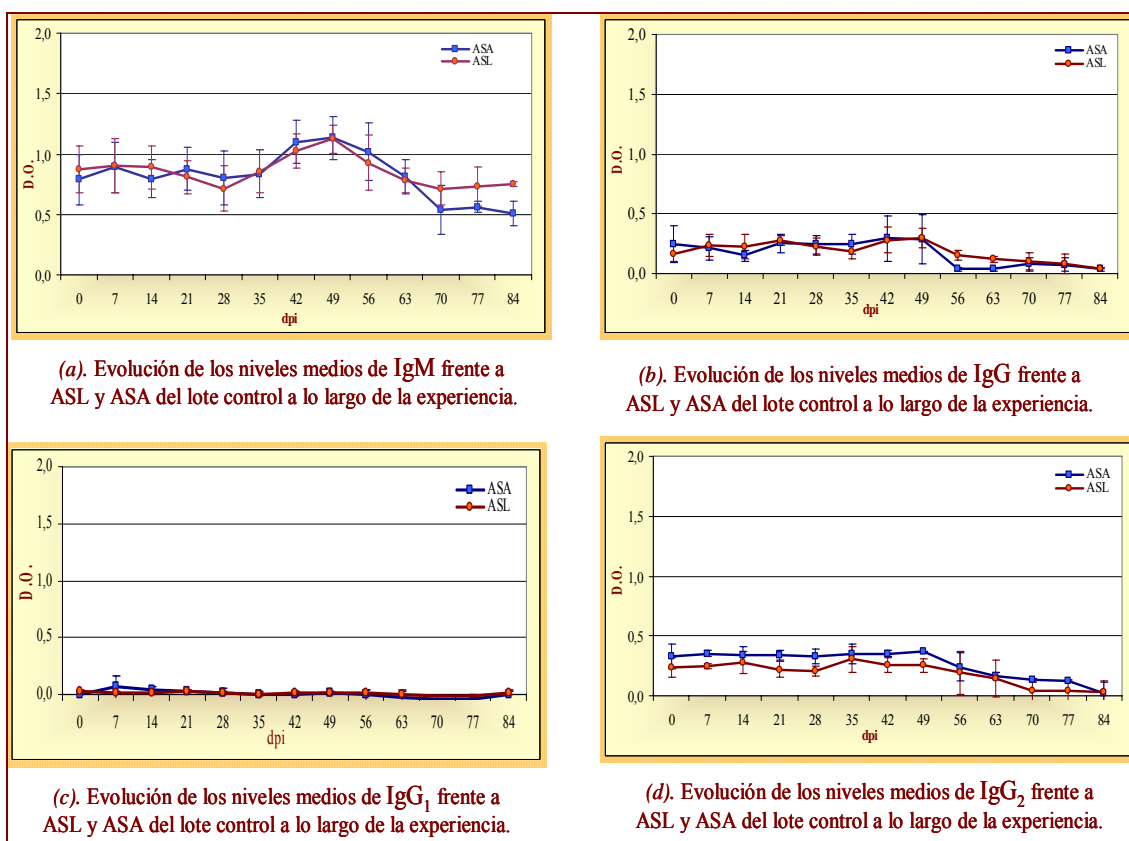 2,0
1,5
1,0
0,5
0,0
D.O.
ASA
ASL
0 7 14 21 28 35 42 49 56 63 70 77 84
dpi
(a). Evolución de los niveles medios de IgM frente a
ASL y ASA del lote control a lo largo de la experiencia.
2,0
1,5
1,0
0,5
0,0
D.O.
ASA
ASL
0 7 14 21 28 35 42 49 56 63 70 77 84
dpi
(b). Evolución de los niveles medios de IgG frente a
ASL y ASA del lote control a lo largo de la experiencia.
2,0
1,5
1,0
0,5
0,0
D.O.
ASA
ASL
0 7 14 21 28 35 42 49 56 63 70 77 84
dpi
(c). Evolución de los niveles medios de IgG1 frente a
ASL y ASA del lote control a lo largo de la experiencia.
2,0
1,5
1,0
0,5
0,0
D.O.
ASA
ASL
0 7 14 21 28 35 42 49 56 63 70 77 84
dpi
(d). Evolución de los niveles medios de IgG2 frente a
ASL y ASA del lote control a lo largo de la experiencia.